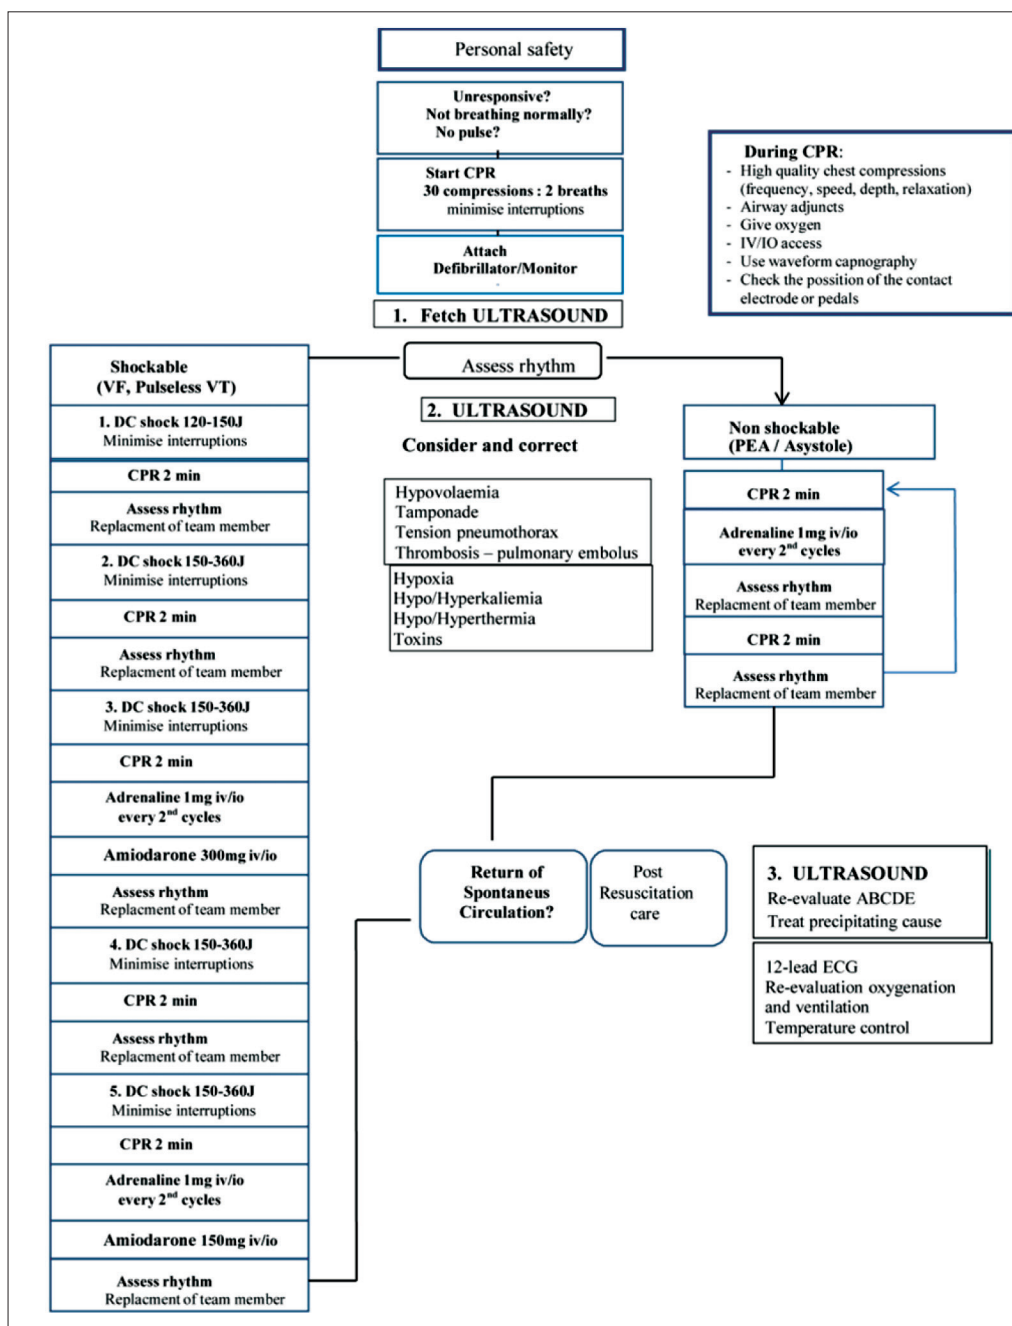 Personal safety
Unresponsive?
Not breathing normally?
No pulse?
Start CPR
30 compressions : 2 breaths
minimise interruptions
Attach
Defibrillator/Monitor
During CPR:
- High quality chest compressions
(frequency, speed, depth, relaxation)
- Airway adjuncts
- Give oxygen
- IV/IO access
- Use waveform capnography
- Check the possition of the contact
electrode or pedals
1. Fetch ULTRASOUND
Assess rhythm
Shockable
(VF, Pulseless VT)
1. DC shock 120-150J
Minimise interruptions
CPR 2 min
Assess rhythm
Replacment of team member
2. DC shock 150-360J
Minimise interruptions
CPR 2 min
Assess rhythm
Replacment of team member
3. DC shock 150-360J
Minimise interruptions
CPR 2 min
Adrenaline 1mg iv/io
every 2nd cycles
Amiodarone 300mg iv/io
Assess rhythm
Replacment of team member
4. DC shock 150-360J
Minimise interruptions
CPR 2 min
Assess rhythm
Replacment of team member
5. DC shock 150-360J
Minimise interruptions
CPR 2 min
Adrenaline 1mg iv/io
every 2nd cycles
Amiodarone 150mg iv/io
Assess rhythm
Replacment of team member
2. ULTRASOUND
Consider and correct
Hypovolaemia
Tamponade
Tension pneumothorax
Thrombosis – pulmonary embolus
Hypoxia
Hypo/Hyperkaliemia
Hypo/Hyperthermia
Toxins
Non shockable
(PEA / Asystole)
CPR 2 min
Adrenaline 1mg iv/io
every 2nd cycles
Assess rhythm
Replacment of team member
CPR 2 min
Assess rhythm
Replacment of team member
Return of
Spontaneus
Circulation?
Post
Resuscitation
care
3. ULTRASOUND
Re-evaluate ABCDE
Treat precipitating cause
12-lead ECG
Re-evaluation oxygenation
and ventilation
Temperature control